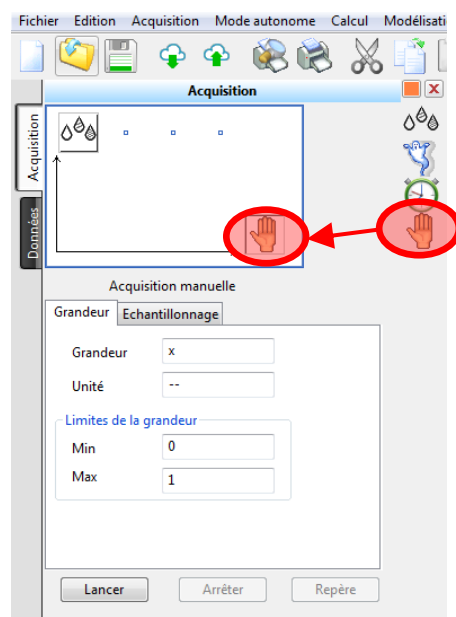 Fichier Edition Acquisition Mode autonome Calcul
Acquisition
Acquisition
Données
Acquisition manuelle
Grandeur Echantillonnage
Grandeur x
Unité --
Limites de la grandeur
Min 0
Max 1
Lancer Arrêter Repère